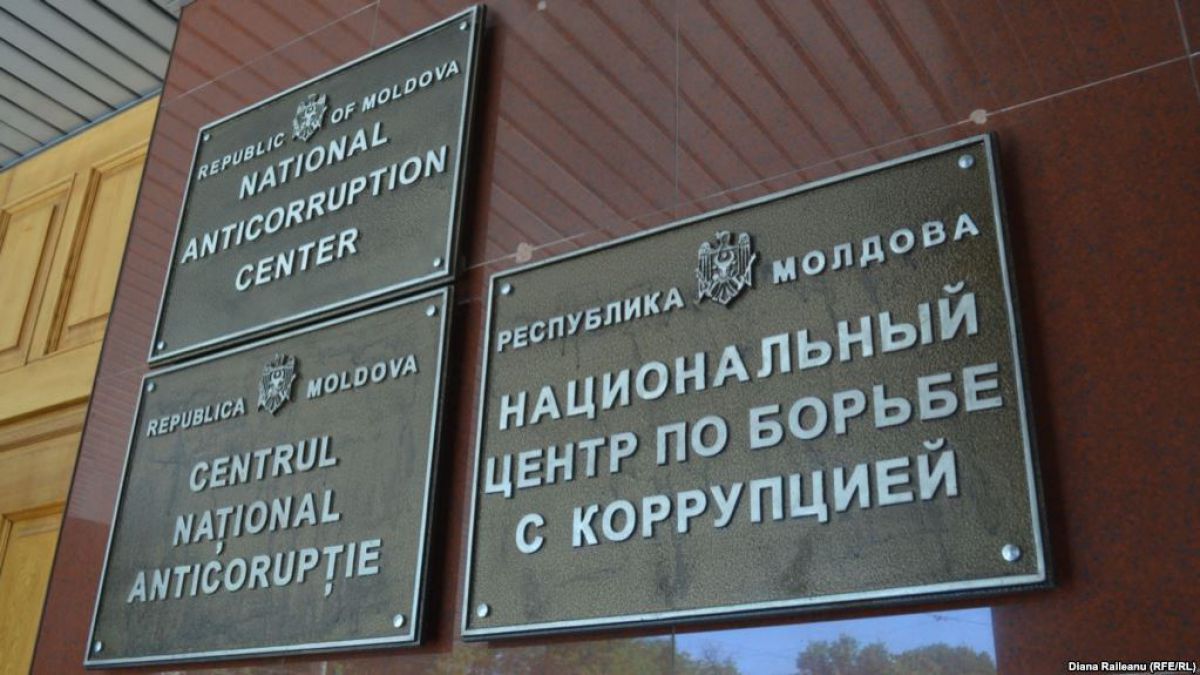 REPUBLIC OF MOLDOVA
NATIONAL
ANTICORRUPTION
CENTER
REPUBLICA MOLDOVA
CENTRUL
NAȚIONAL
ANTICORUPȚIE
РЕСПУБЛИКА МОЛДОВА
НАЦИОНАЛЬНЫЙ
ЦЕНТР ПО БОРЬБЕ
С КОРРУПЦИЕЙ
Diana Raileanu (RFE/RL)